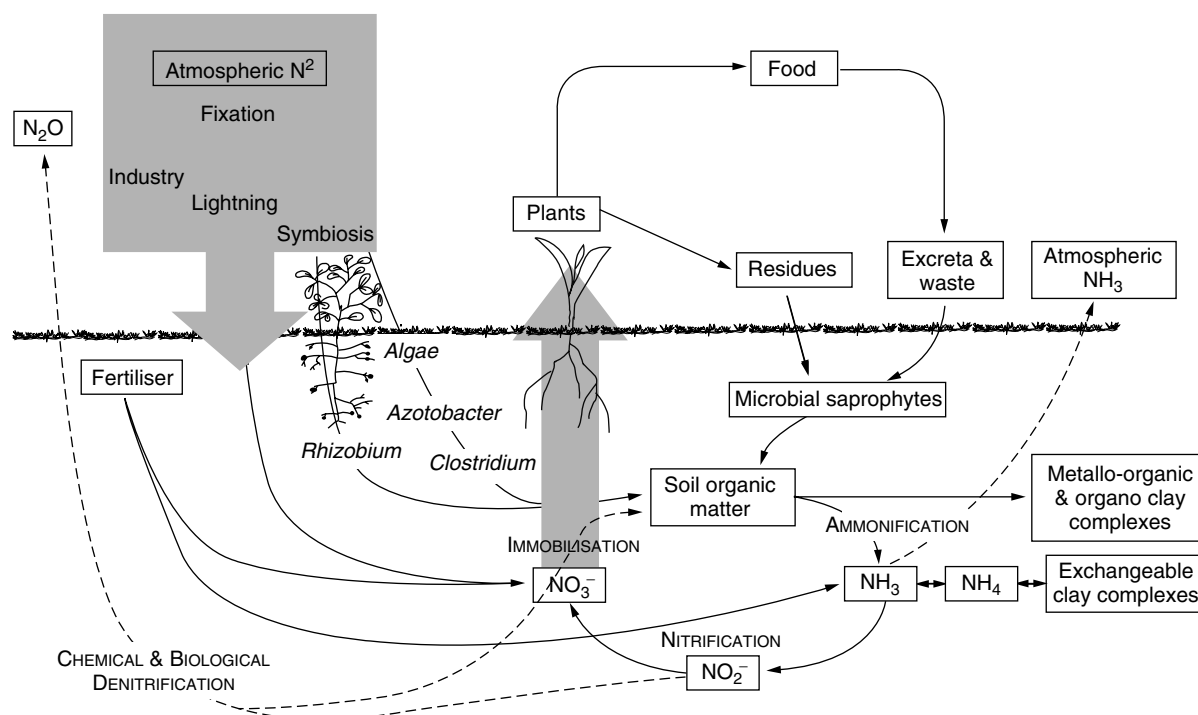 Atmospheric N²
Food
N₂O
Fixation
Industry
Lightning
Plants
Symbiosis
Residues
Excreta &
waste
Atmospheric
NH₃
Algae
Fertiliser
Microbial saprophytes
Azotobacter
Rhizobium
Clostridium
Soil organic
matter
Metallo-organic
& organo clay
complexes
AMMONIFICATION
IMMOBILISATION
NO₃⁻
NH₃
NH₄
Exchangeable
clay complexes
NITRIFICATION
NO₂⁻
CHEMICAL & BIOLOGICAL
DENITRIFICATION